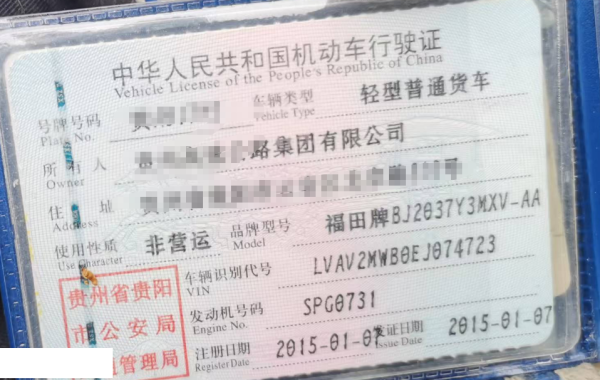 中华人民共和国机动车行驶证
Vehicle License of the People's Republic of China
号牌号码 车辆类型 轻型普通货车
Plate No. Vehicle Type
所有人 路集团有限公司
Owner
住址 号
Address
使用性质 非营运 品牌型号 福田牌BJ2037Y3MXV-AA
Use Character Model
车辆识别代号 LVAV2MWB0EJ074723
VIN
发动机号码 SPG0731
Engine No.
注册日期 2015-01-07 发证日期 2015-01-07
Register Date Issue Date
贵州省贵阳
市公安局
管理局